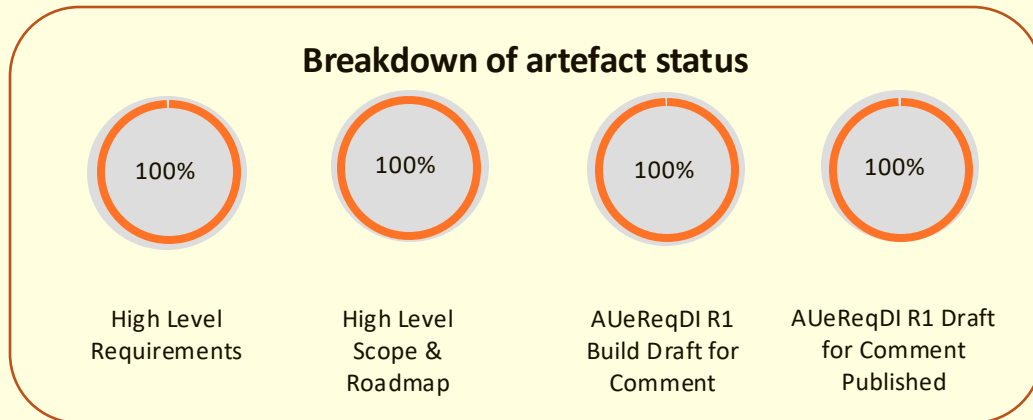 Breakdown of artefact status
100%
100%
100%
100%
High Level
Requirements
High Level
Scope &
Roadmap
AUeReqDI R1
Build Draft for
Comment
AUeReqDI R1 Draft
for Comment
Published